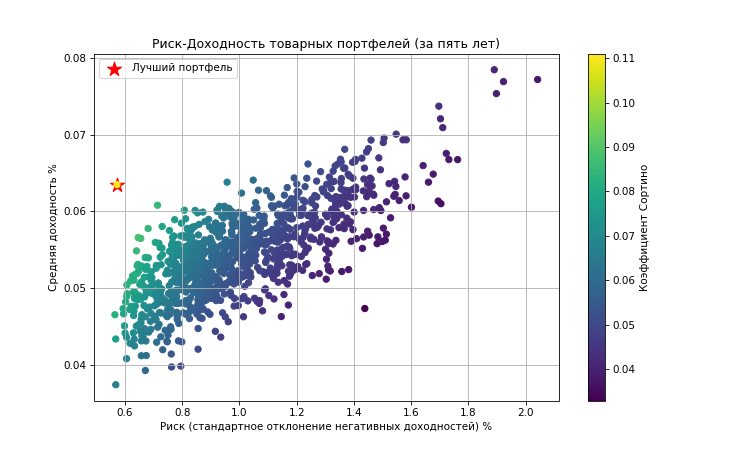 Риск-Доходность товарных портфелей (за пять лет)
Лучший портфель
Средняя доходность %
0.08
0.07
0.06
0.05
0.04
0.6 0.8 1.0 1.2 1.4 1.6 1.8 2.0
Риск (стандартное отклонение негативных доходностей) %
0.11
0.10
0.09
0.08
0.07
0.06
0.05
0.04
Коэффициент Сортино